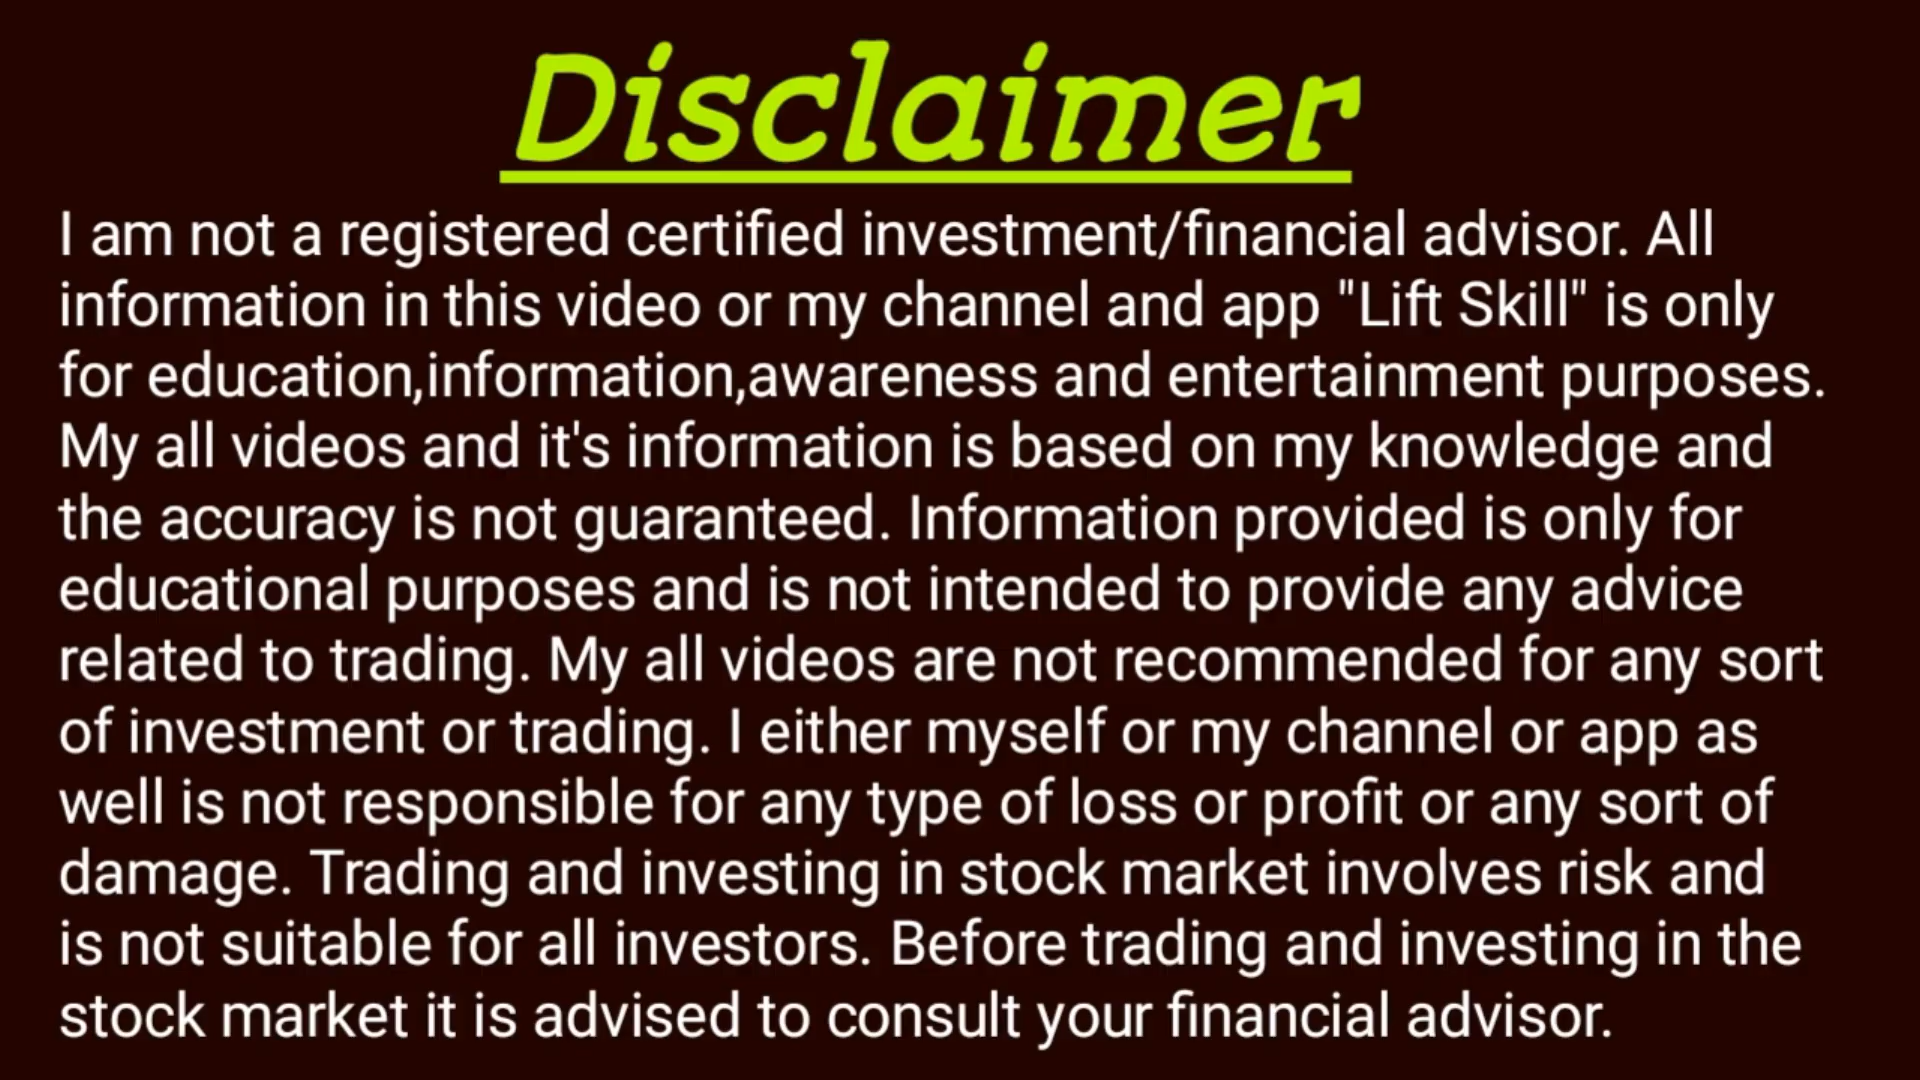 Disclaimer
I am not a registered certified investment/financial advisor. All
information in this video or my channel and app "Lift Skill" is only
for education,information,awareness and entertainment purposes.
My all videos and it's information is based on my knowledge and
the accuracy is not guaranteed. Information provided is only for
educational purposes and is not intended to provide any advice
related to trading. My all videos are not recommended for any sort
of investment or trading. I either myself or my channel or app as
well is not responsible for any type of loss or profit or any sort of
damage. Trading and investing in stock market involves risk and
is not suitable for all investors. Before trading and investing in the
stock market it is advised to consult your financial advisor.